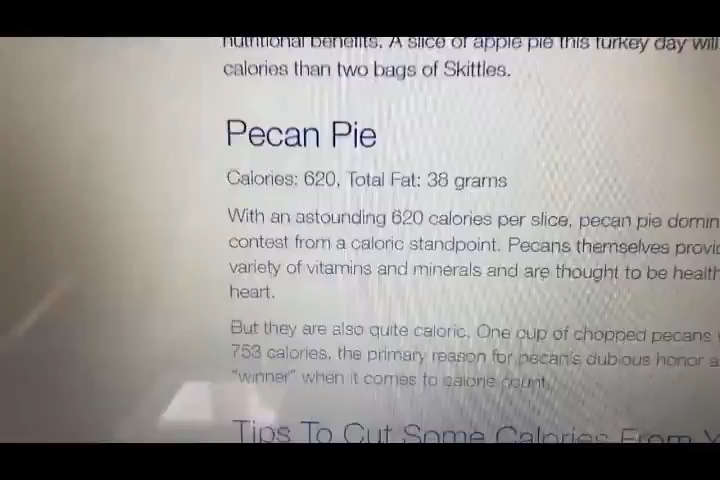 nutritional benefits. A slice of apple pie this turkey day will
calories than two bags of Skittles.
Pecan Pie
Calories: 620, Total Fat: 38 grams
With an astounding 620 calories per slice, pecan pie domin
contest from a caloric standpoint. Pecans themselves provi
variety of vitamins and minerals and are thought to be health
heart.
But they are also quite caloric. One cup of chopped pecans
753 calories, the primary reason for pecan's dubious honor a
"winner" when it comes to calorie count.
Tips To Cut Some Calories From Y